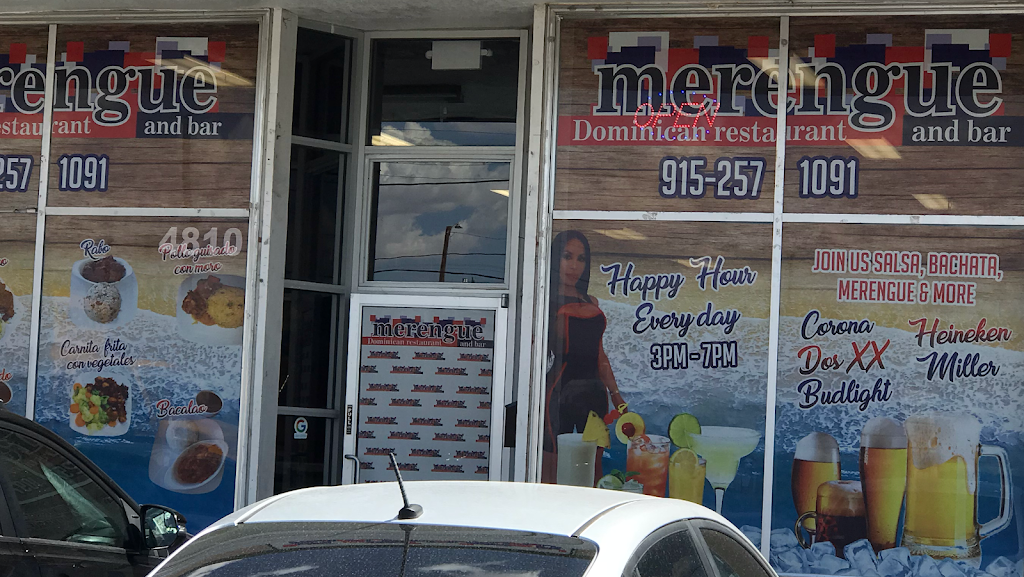 rengue
estaurant
and bar
257 1091
4810
Rabo
Pollo guisado
con moro
Carnita frita
con vegetales
Bacalao
merengue
Dominican restaurant
and bar
merengue
OPEN
Dominican restaurant
and bar
915-257 1091
Happy Hour
Every day
3PM - 7PM
JOIN US SALSA, BACHATA,
MERENGUE & MORE
Corona
Dos XX
Budlight
Heineken
Miller